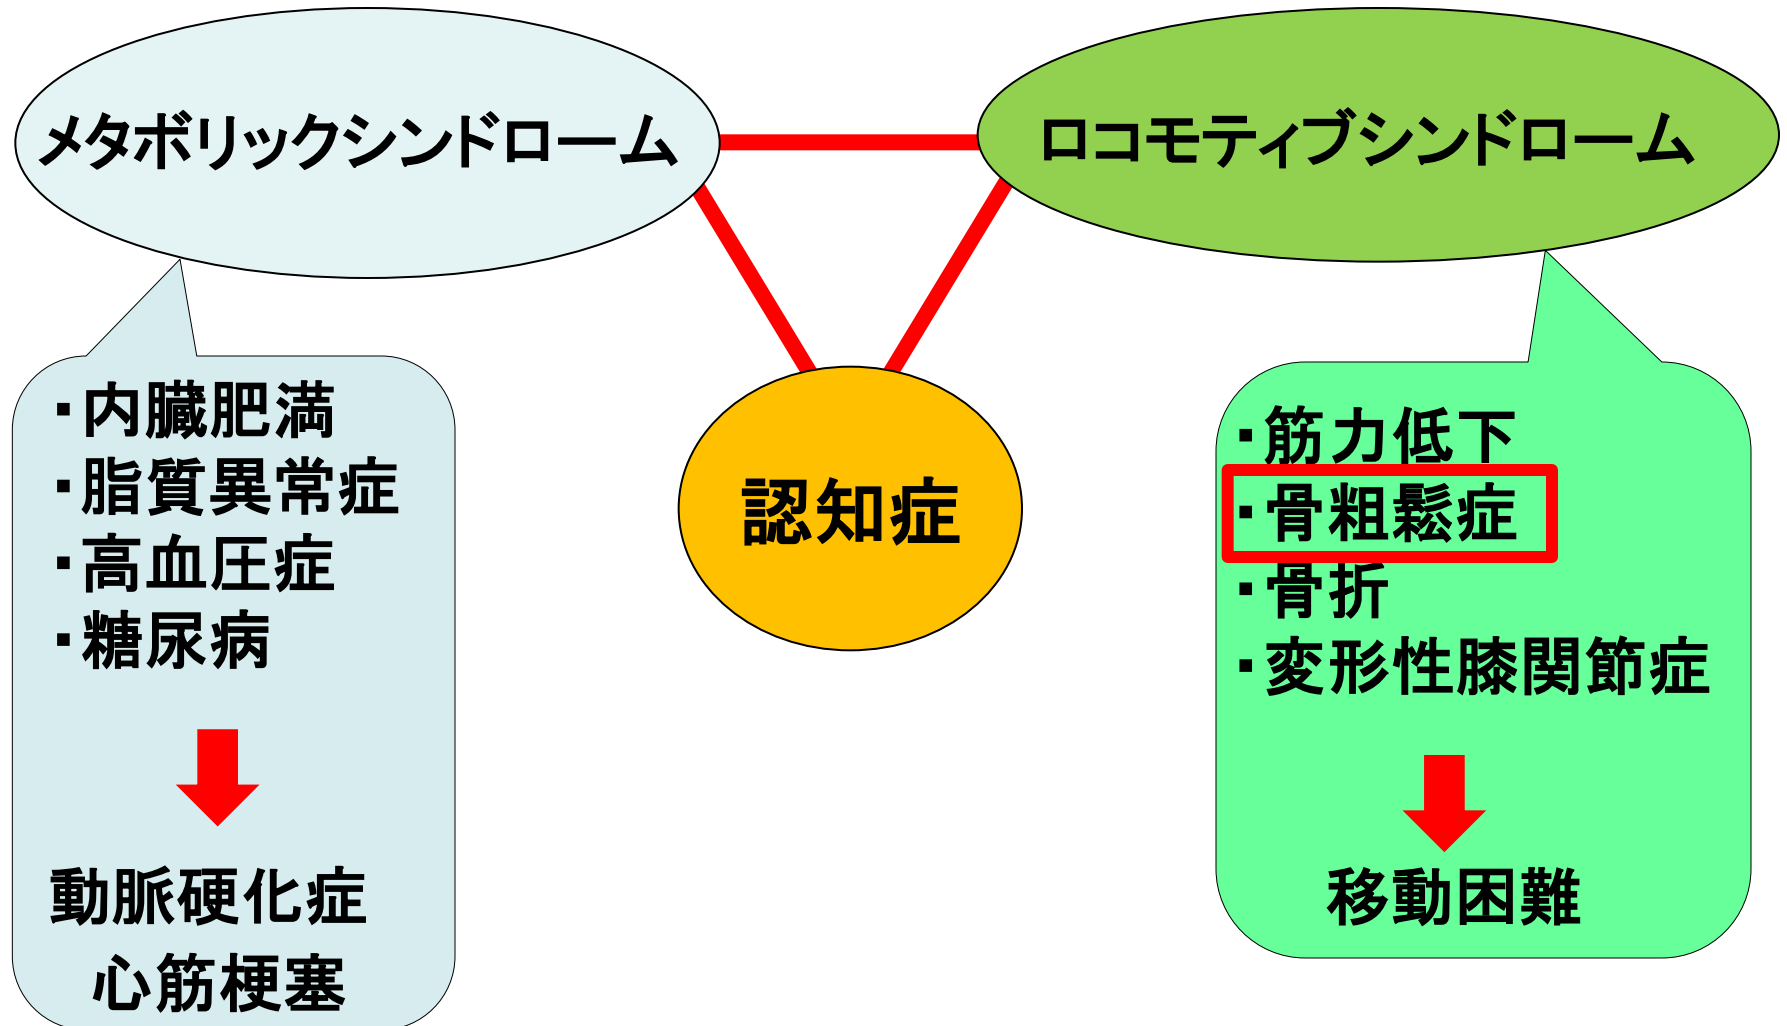 メタボリックシンドローム
ロコモティブシンドローム
・内臓肥満
・脂質異常症
・高血圧症
・糖尿病
動脈硬化症
心筋梗塞
認知症
・筋力低下
・骨粗鬆症
・骨折
・変形性膝関節症
移動困難